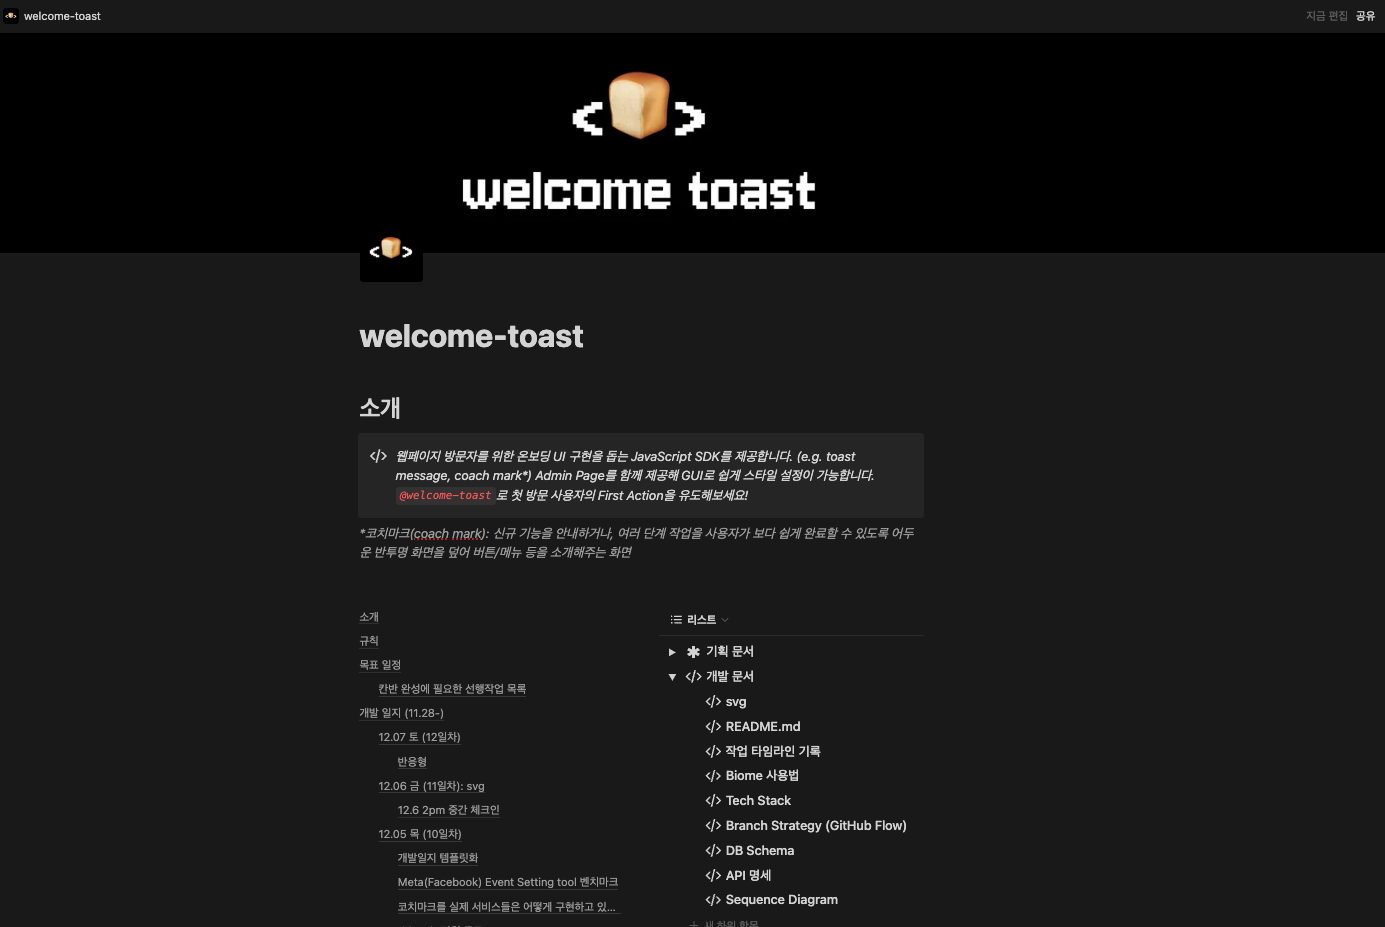 welcome-toast
지금 편집 공유
< >
welcome toast
< >
welcome-toast
소개
</> 웹페이지 방문자를 위한 온보딩 UI 구현을 돕는 JavaScript SDK를 제공합니다. (e.g. toast
message, coach mark*) Admin Page를 함께 제공해 GUI로 쉽게 스타일 설정이 가능합니다.
@welcome-toast 로 첫 방문 사용자의 First Action을 유도해보세요!
*코치마크(coach mark): 신규 기능을 안내하거나, 여러 단계 작업을 사용자가 보다 쉽게 완료할 수 있도록 어두
운 반투명 화면을 덮어 버튼/메뉴 등을 소개해주는 화면
소개
규칙
목표 일정
칸반 완성에 필요한 선행작업 목록
개발 일지 (11.28-)
12.07 토 (12일차)
반응형
12.06 금 (11일차): svg
12.6 2pm 중간 체크인
12.05 목 (10일차)
개발일지 템플릿화
Meta(Facebook) Event Setting tool 벤치마크
코치마크를 실제 서비스들은 어떻게 구현하고 있...
리스트
기획 문서
</> 개발 문서
</> svg
</> README.md
</> 작업 타임라인 기록
</> Biome 사용법
</> Tech Stack
</> Branch Strategy (GitHub Flow)
</> DB Schema
</> API 명세
</> Sequence Diagram
+ 새 하위 항목